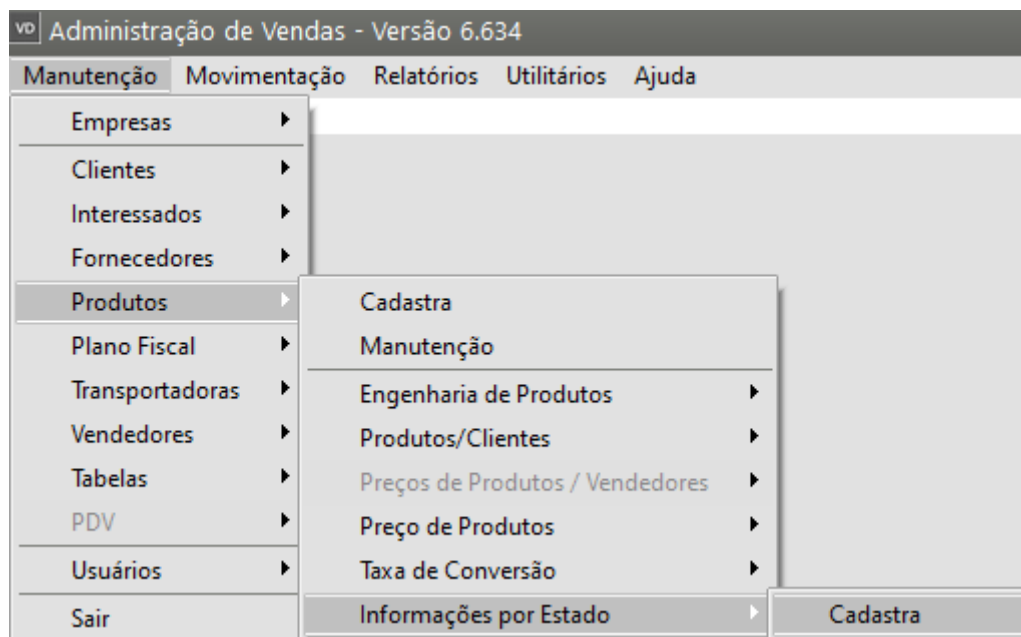 VD Administração de Vendas - Versão 6.634
Manutenção Movimentação Relatórios Utilitários Ajuda
Empresas
Clientes
Interessados
Fornecedores
Produtos
Plano Fiscal
Transportadoras
Vendedores
Tabelas
PDV
Usuários
Sair
Cadastra
Manutenção
Engenharia de Produtos
Produtos/Clientes
Preços de Produtos / Vendedores
Preço de Produtos
Taxa de Conversão
Informações por Estado
Cadastra